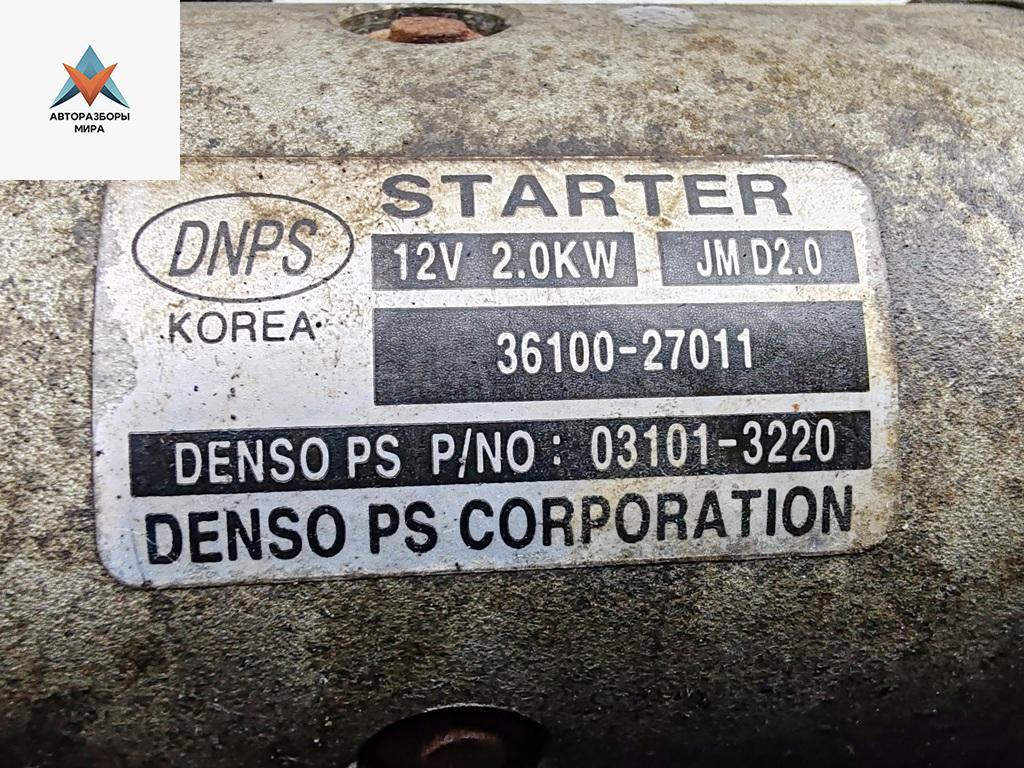 АВТОРАЗБОРЫ
МИРА
STARTER
DNPS
12V 2.0KW JM D2.0
KOREA
36100-27011
DENSO PS P/NO : 03101-3220
DENSO PS CORPORATION